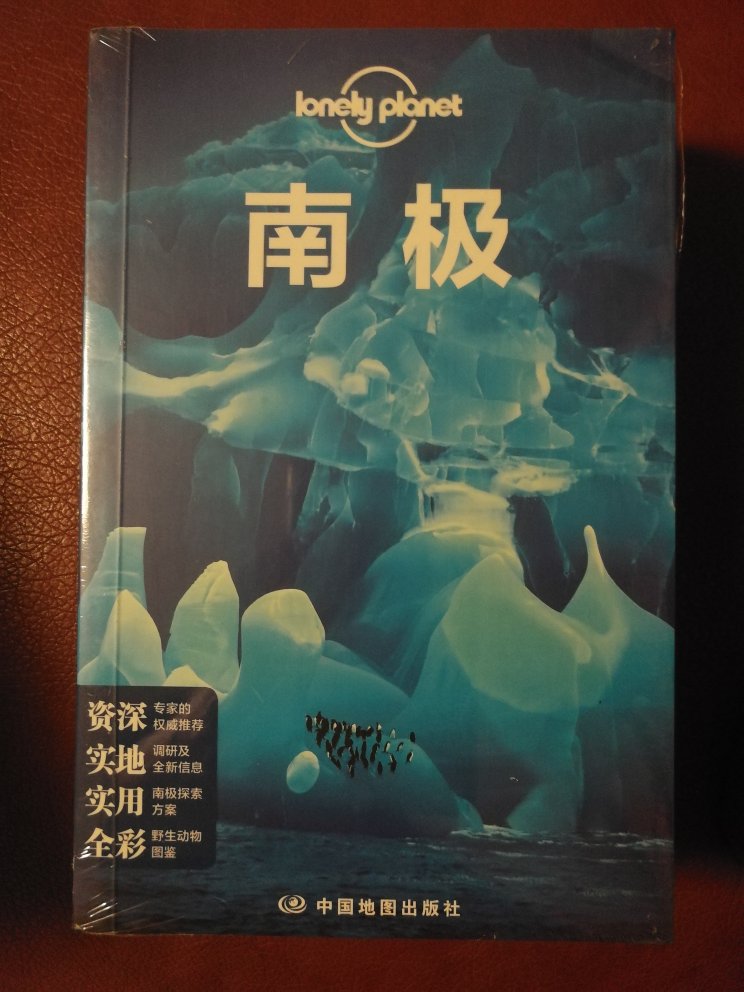 lonely planet
南极
资深 专家的
权威推荐
实地 调研及
全新信息
实用 南极探索
方案
全彩 野生动物
图鉴
中国地图出版社